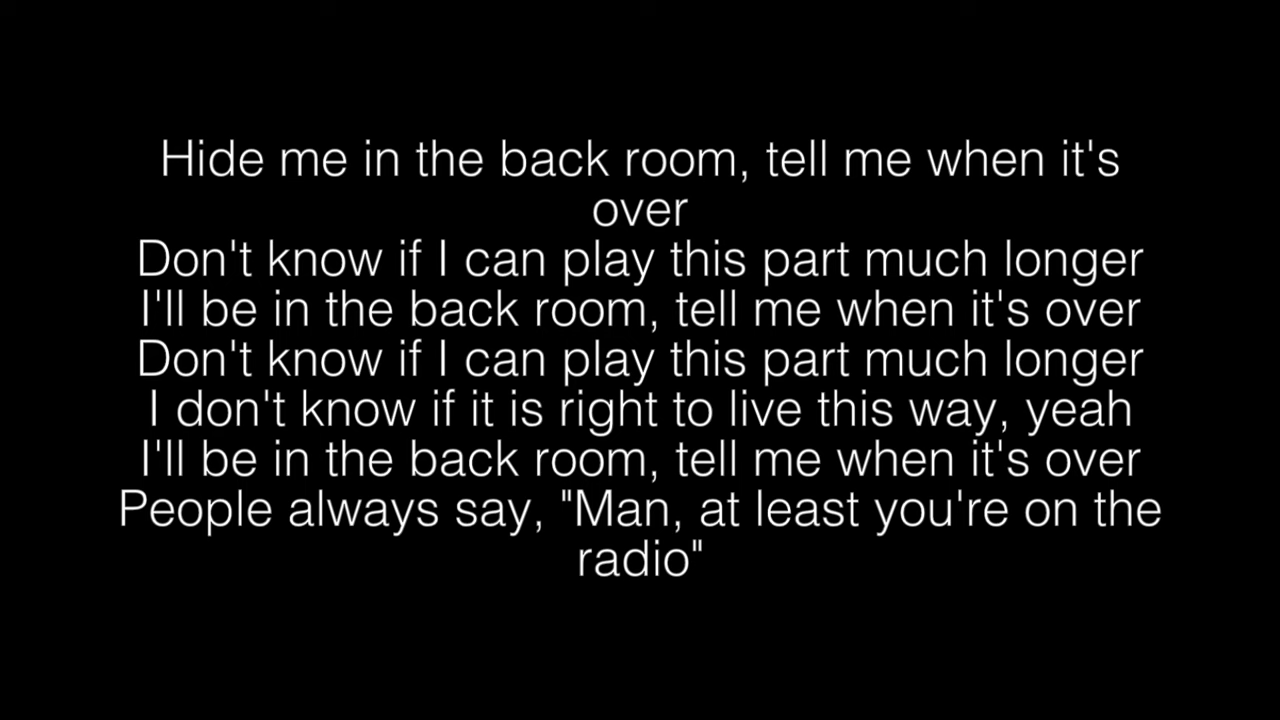 Hide me in the back room, tell me when it's
over
Don't know if I can play this part much longer
I'll be in the back room, tell me when it's over
Don't know if I can play this part much longer
I don't know if it is right to live this way, yeah
I'll be in the back room, tell me when it's over
People always say, "Man, at least you're on the
radio"